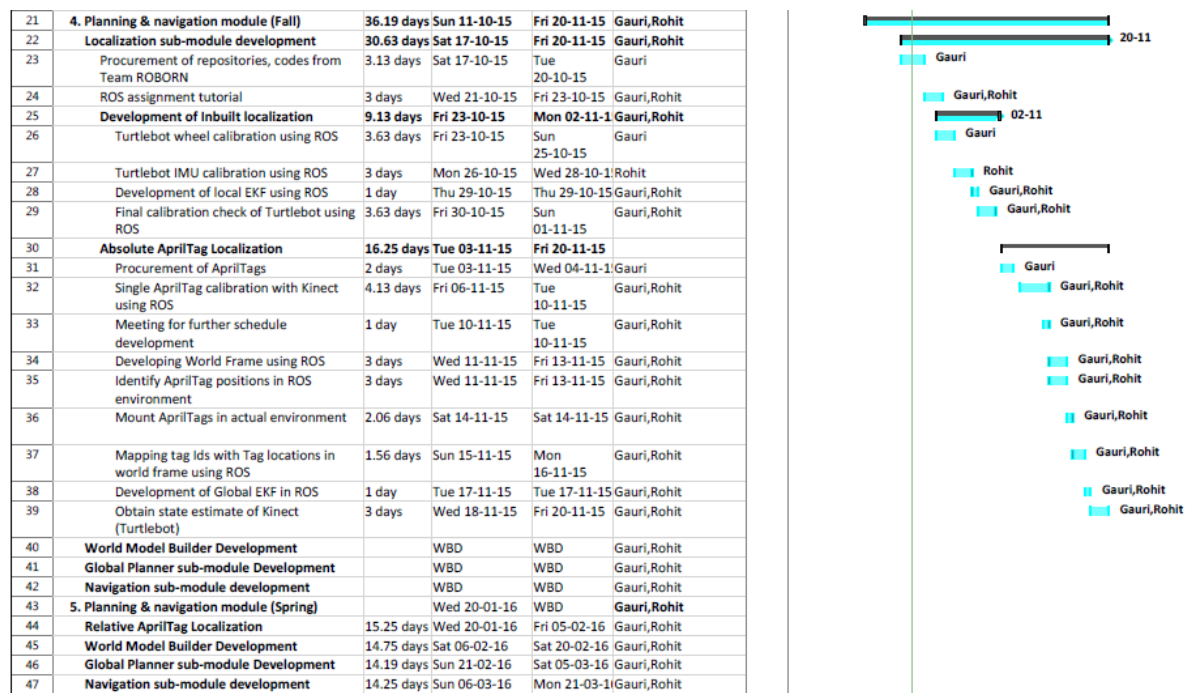 21 4. Planning & navigation module (Fall) 36.19 days Sun 11-10-15 Fri 20-11-15 Gauri,Rohit
22 Localization sub-module development 30.63 days Sat 17-10-15 Fri 20-11-15 Gauri,Rohit 20-11
23 Procurement of repositories, codes from 3.13 days Sat 17-10-15 Tue Gauri Gauri
Team ROBORN 20-10-15
24 ROS assignment tutorial 3 days Wed 21-10-15 Fri 23-10-15 Gauri,Rohit Gauri,Rohit
25 Development of Inbuilt localization 9.13 days Fri 23-10-15 Mon 02-11-1 Gauri,Rohit 02-11
26 Turtlebot wheel calibration using ROS 3.63 days Fri 23-10-15 Sun Gauri Gauri
25-10-15
27 Turtlebot IMU calibration using ROS 3 days Mon 26-10-15 Wed 28-10-1 Rohit Rohit
28 Development of local EKF using ROS 1 day Thu 29-10-15 Thu 29-10-15 Gauri,Rohit Gauri,Rohit
29 Final calibration check of Turtlebot using 3.63 days Fri 30-10-15 Sun Gauri,Rohit Gauri,Rohit
ROS 01-11-15
30 Absolute AprilTag Localization 16.25 days Tue 03-11-15 Fri 20-11-15
31 Procurement of AprilTags 2 days Tue 03-11-15 Wed 04-11-1 Gauri Gauri
32 Single AprilTag calibration with Kinect 4.13 days Fri 06-11-15 Tue Gauri,Rohit Gauri,Rohit
using ROS 10-11-15
33 Meeting for further schedule 1 day Tue 10-11-15 Tue Gauri,Rohit Gauri,Rohit
development 10-11-15
34 Developing World Frame using ROS 3 days Wed 11-11-15 Fri 13-11-15 Gauri,Rohit Gauri,Rohit
35 Identify AprilTag positions in ROS 3 days Wed 11-11-15 Fri 13-11-15 Gauri,Rohit Gauri,Rohit
environment
36 Mount AprilTags in actual environment 2.06 days Sat 14-11-15 Sat 14-11-15 Gauri,Rohit Gauri,Rohit
37 Mapping tag Ids with Tag locations in 1.56 days Sun 15-11-15 Mon Gauri,Rohit Gauri,Rohit
world frame using ROS 16-11-15
38 Development of Global EKF in ROS 1 day Tue 17-11-15 Tue 17-11-15 Gauri,Rohit Gauri,Rohit
39 Obtain state estimate of Kinect 3 days Wed 18-11-15 Fri 20-11-15 Gauri,Rohit Gauri,Rohit
(Turtlebot)
40 World Model Builder Development WBD WBD Gauri,Rohit
41 Global Planner sub-module Development WBD WBD Gauri,Rohit
42 Navigation sub-module development WBD WBD Gauri,Rohit
43 5. Planning & navigation module (Spring) Wed 20-01-16 WBD Gauri,Rohit
44 Relative AprilTag Localization 15.25 days Wed 20-01-16 Fri 05-02-16 Gauri,Rohit
45 World Model Builder Development 14.75 days Sat 06-02-16 Sat 20-02-16 Gauri,Rohit
46 Global Planner sub-module Development 14.19 days Sun 21-02-16 Sat 05-03-16 Gauri,Rohit
47 Navigation sub-module development 14.25 days Sun 06-03-16 Mon 21-03-1 Gauri,Rohit